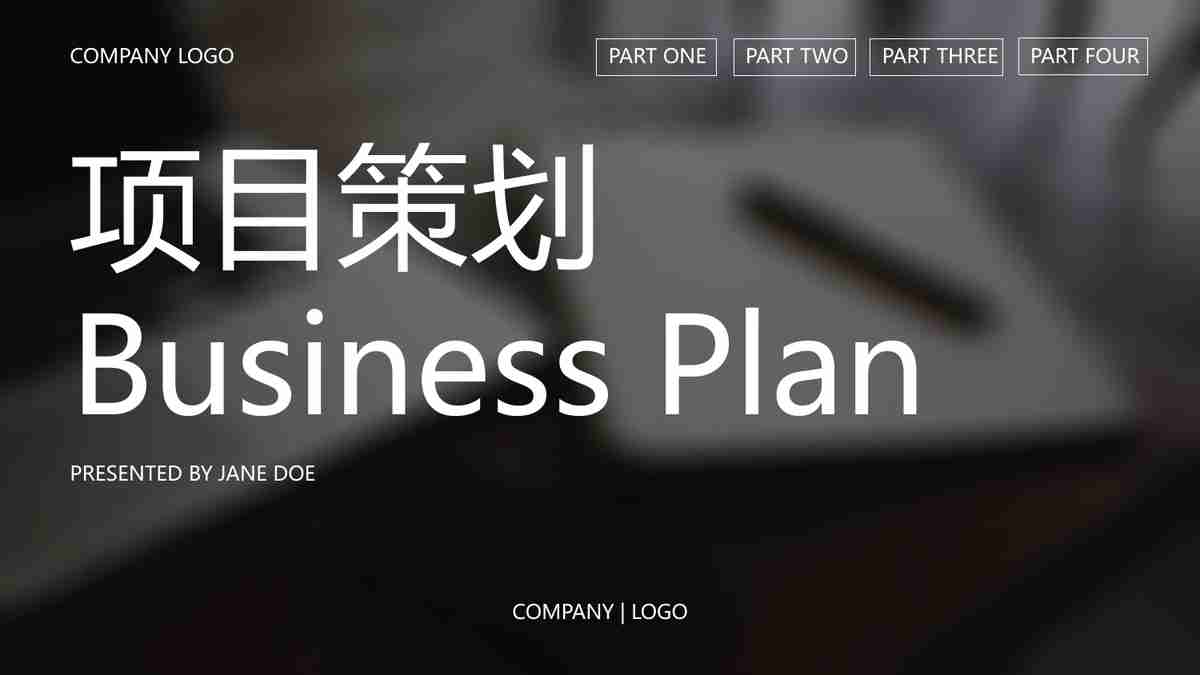 COMPANY LOGO
PART ONE
PART TWO
PART THREE
PART FOUR
项目策划
Business Plan
PRESENTED BY JANE DOE
COMPANY | LOGO